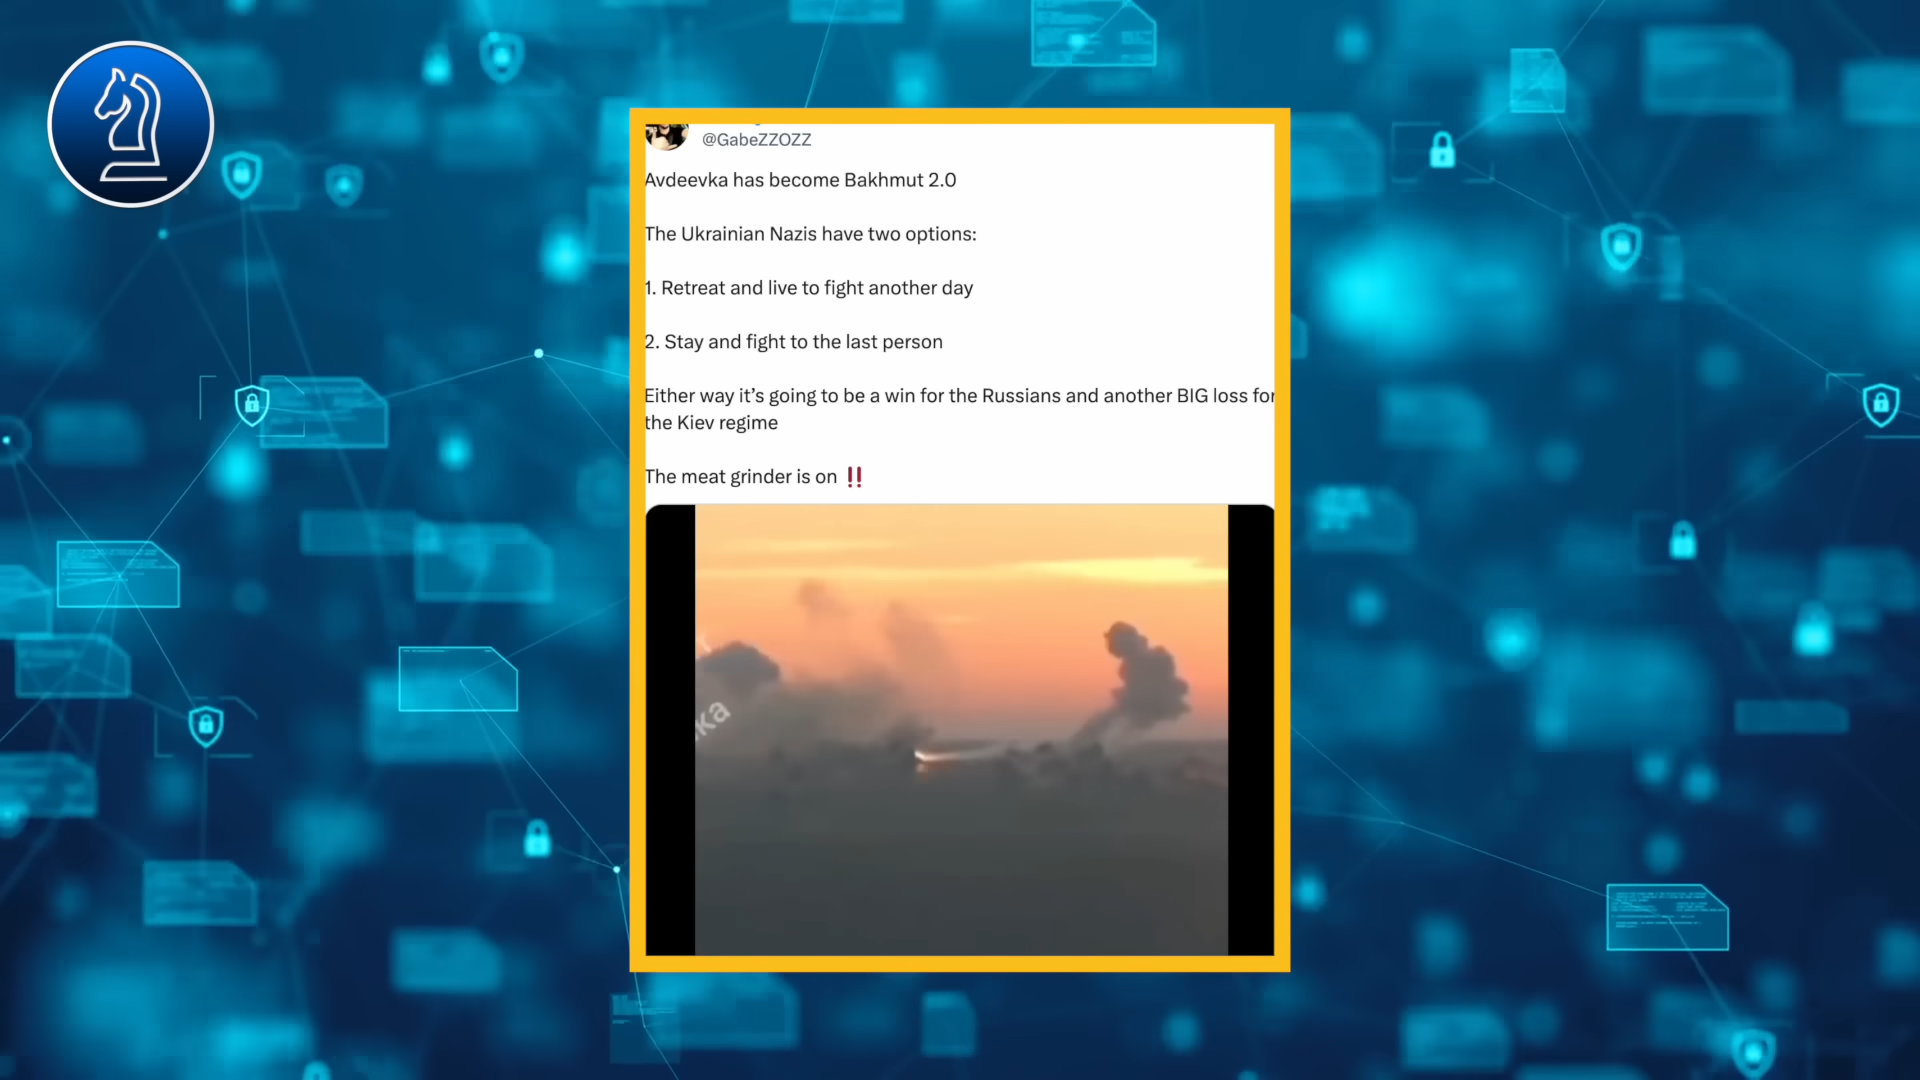 @GabeZZOZZ
Avdeevka has become Bakhmut 2.0
The Ukrainian Nazis have two options:
1. Retreat and live to fight another day
2. Stay and fight to the last person
Either way it’s going to be a win for the Russians and another BIG loss for
the Kiev regime
The meat grinder is on ‼️
ka